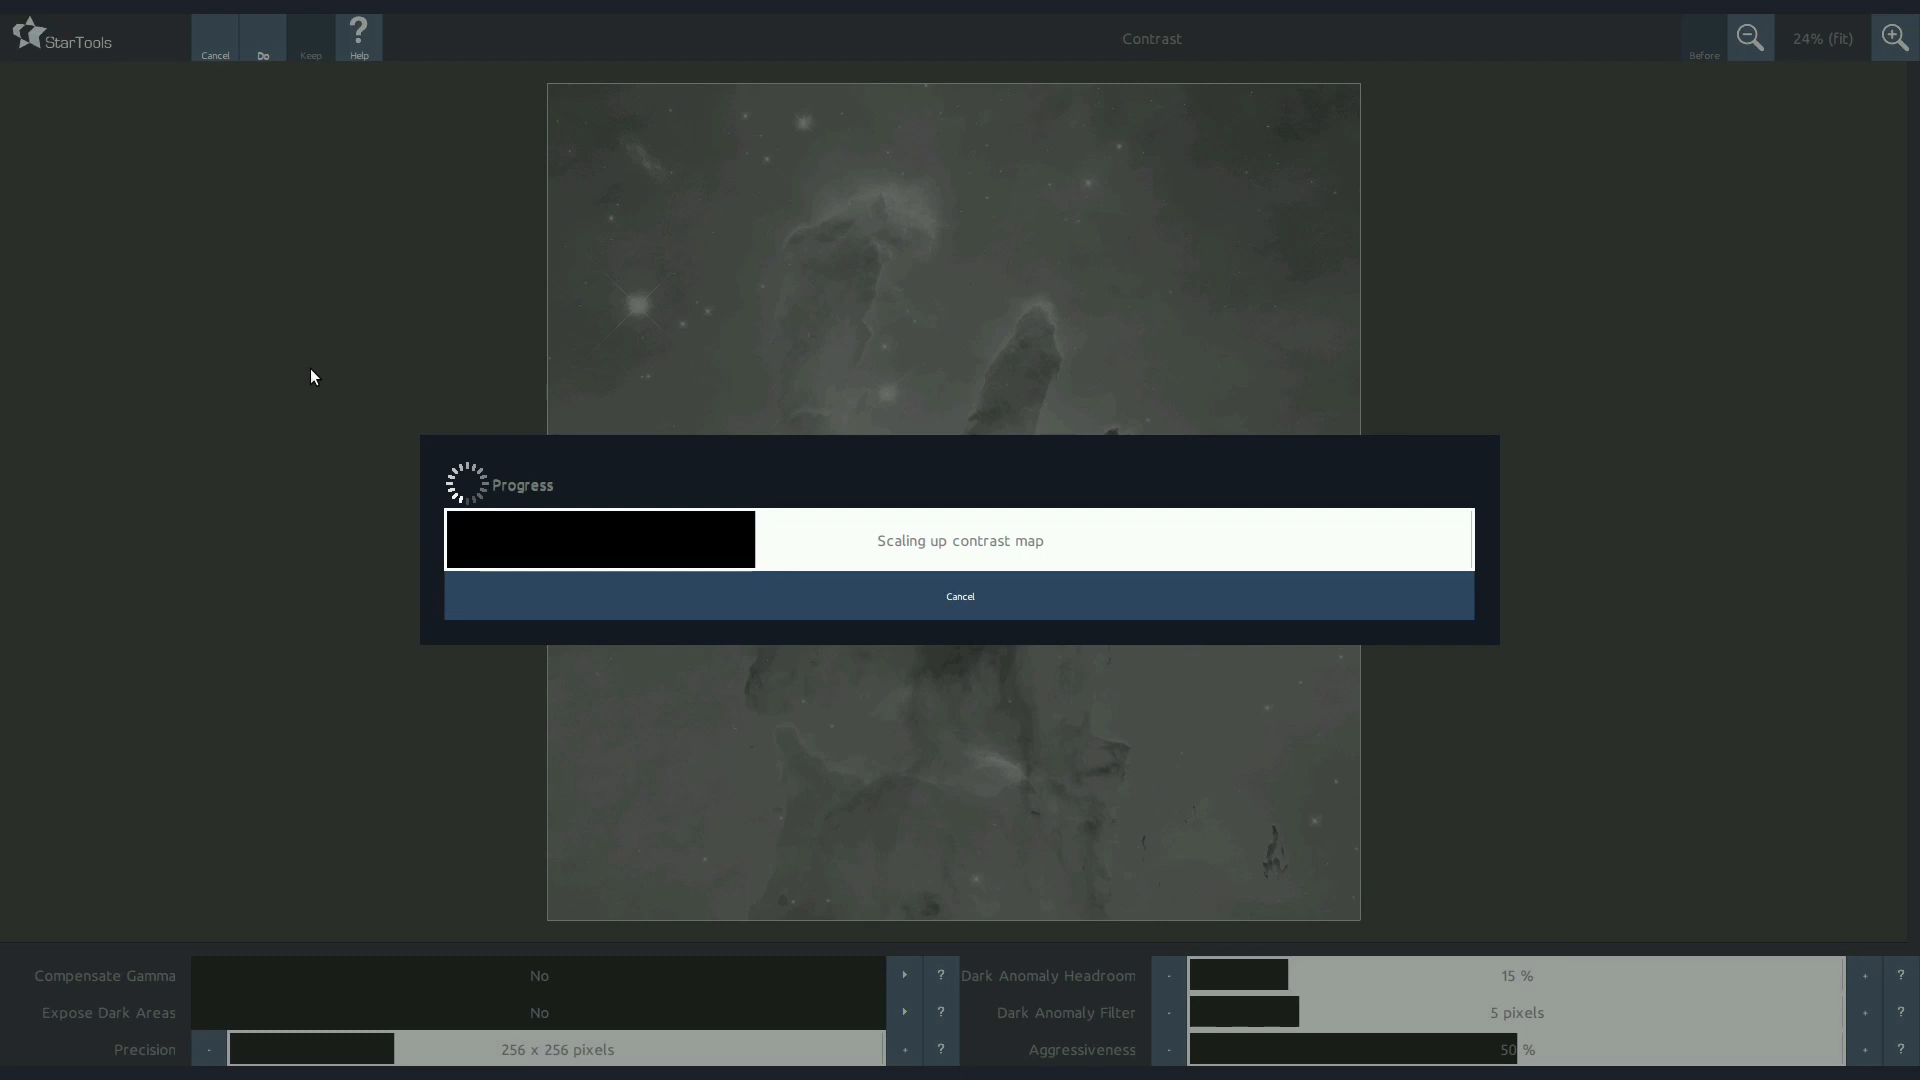 StarTools
Cancel
Do
Keep
Help
Contrast
Before
24% (fit)
Progress
Scaling up contrast map
Cancel
Compensate Gamma
No
?
Expose Dark Areas
No
?
Precision
-
256 x 256 pixels
+
?
Dark Anomaly Headroom
-
15 %
+
?
Dark Anomaly Filter
-
5 pixels
+
?
Aggressiveness
-
50 %
+
?